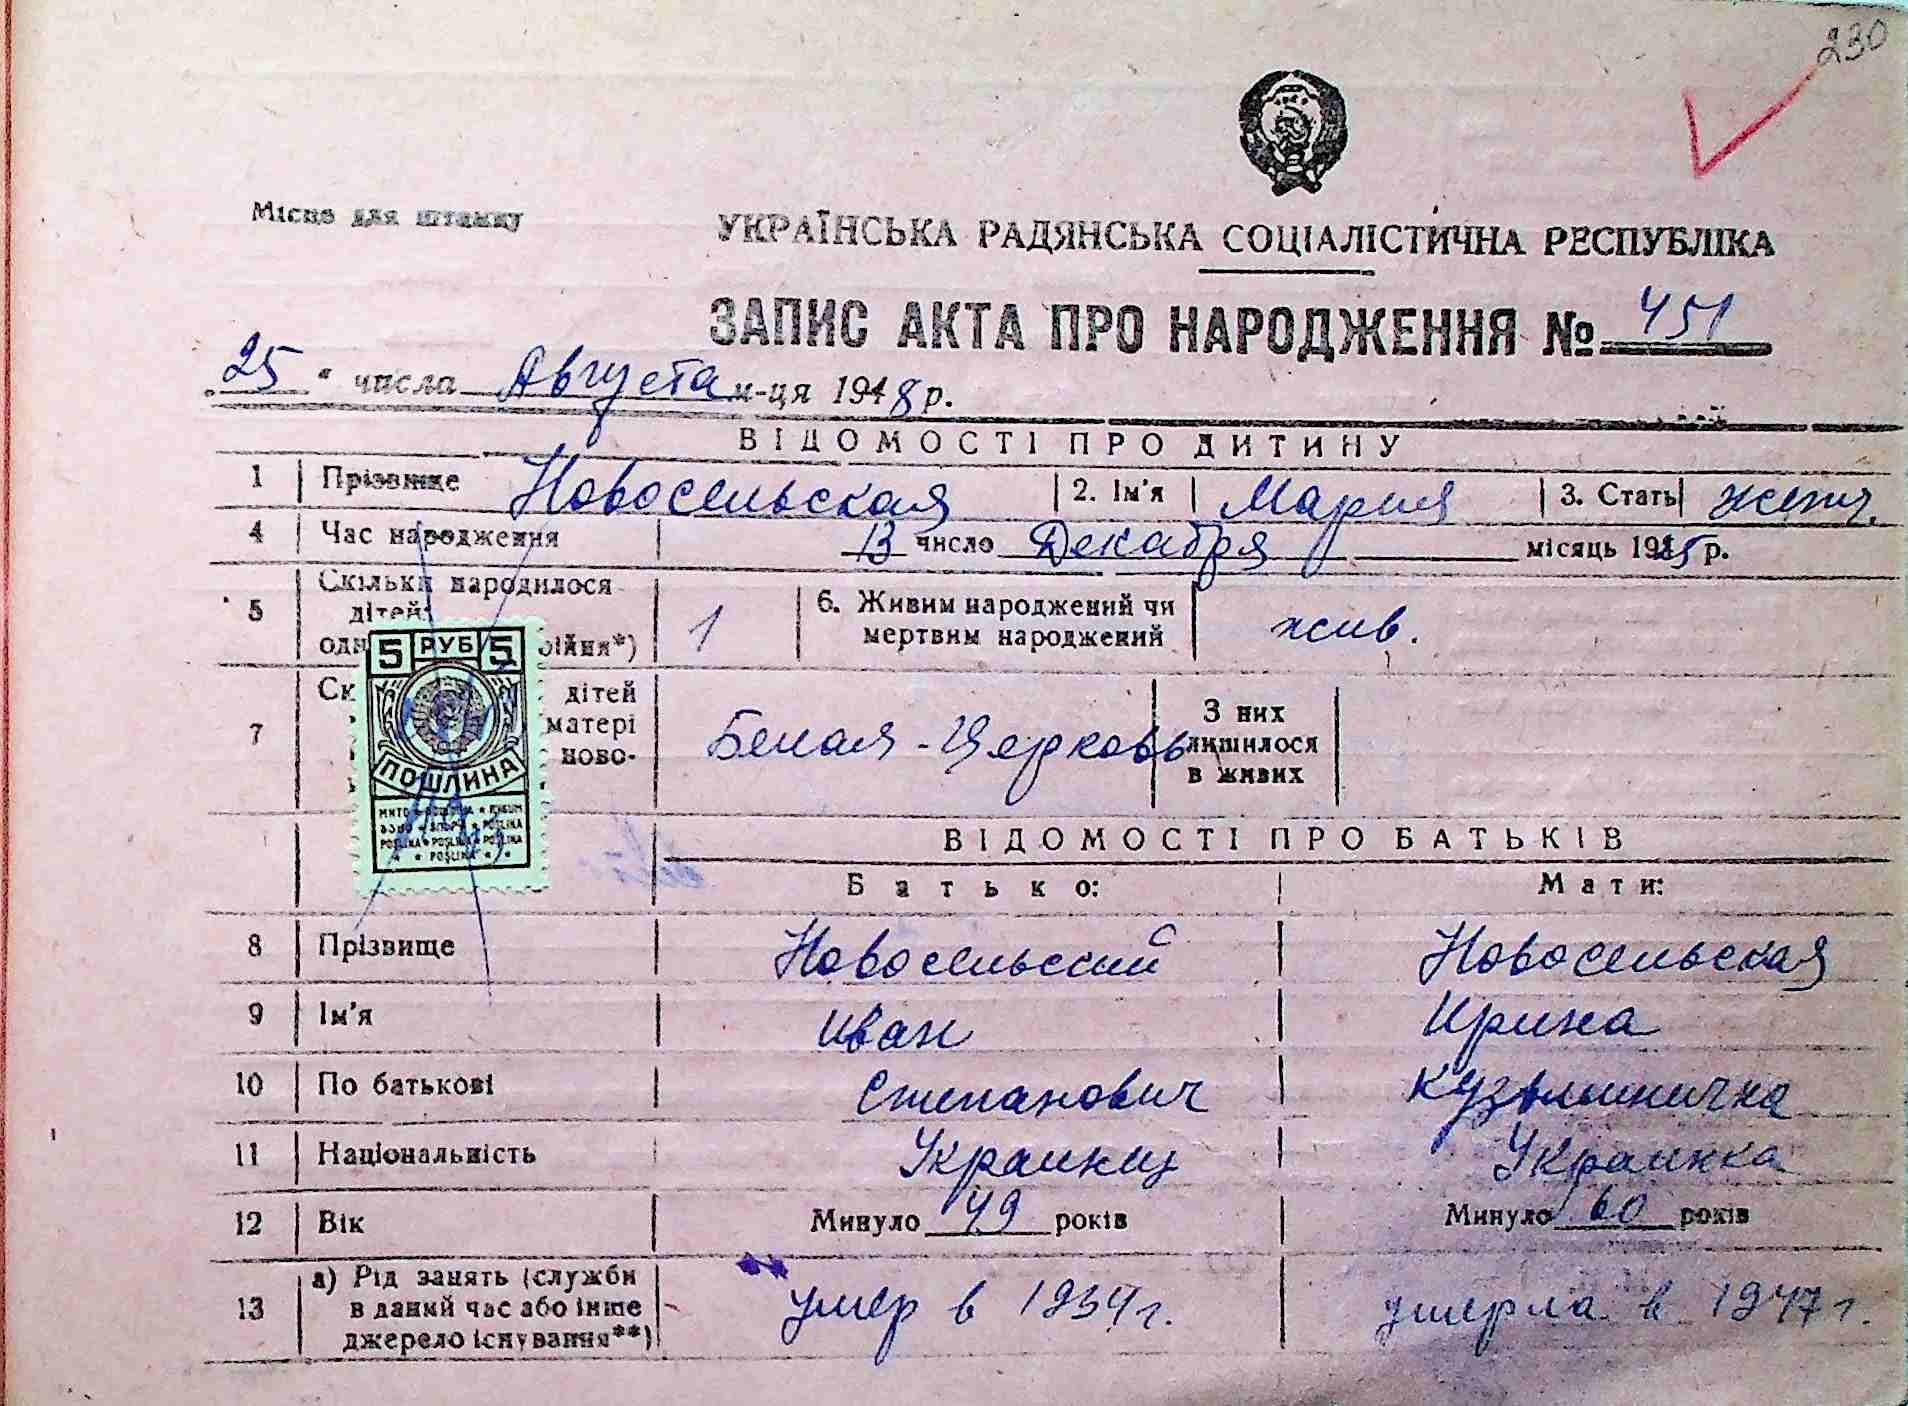 230
Місце для штампу
УКРАЇНСЬКА РАДЯНСЬКА СОЦІАЛІСТИЧНА РЕСПУБЛІКА
ЗАПИС АКТА ПРО НАРОДЖЕННЯ № 451
„25“ числа Августа м-ця 1948 р.
ВІДОМОСТІ ПРО ДИТИНУ
1 Прізвище Новосельская 2. Ім'я Мария 3. Стать женч.
4 Час народження 13 число Декабря місяць 1925 р.
5 Скільки народилося
дітей:
одн війня*)
1
6. Живим народжений чи
мертвим народжений
жив.
7 Ск дітей
матері
ново-
Белая-Церковь
З них
лишилося
в живих
5 РУБ 5
ПОШЛИНА
ВІДОМОСТІ ПРО БАТЬКІВ
Батько: Мати:
8 Прізвище Новосельский Новосельская
9 Ім'я Иван Ирина
10 По батькові Степанович Кузьминична
11 Національність Украинец Украинка
12 Вік Минуло 49 років Минуло 60 років
13 а) Рід занять (служби
в даний час або інше
джерело існування**)
умер в 1934 г. умерла в 1947 г.